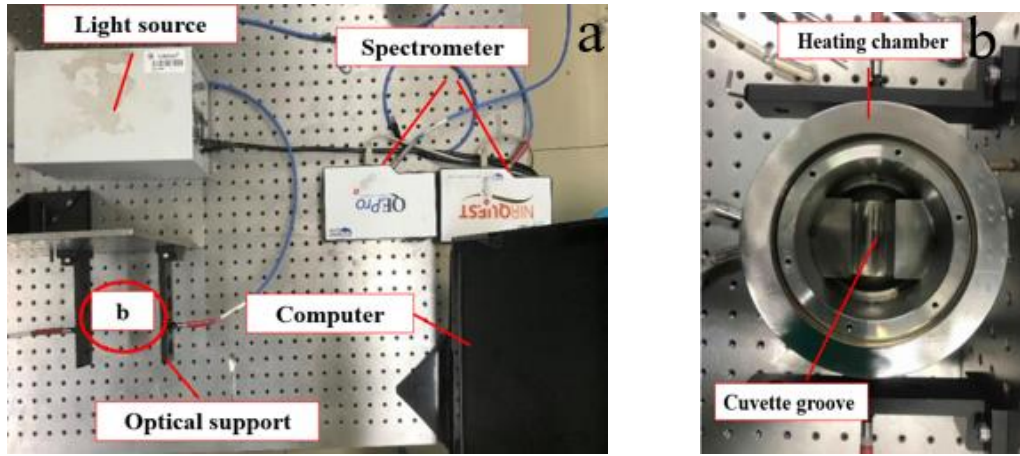 Light source
Spectrometer
a
QEPro
NIRQUEST
b
Computer
Optical support
Heating chamber
b
Cuvette groove